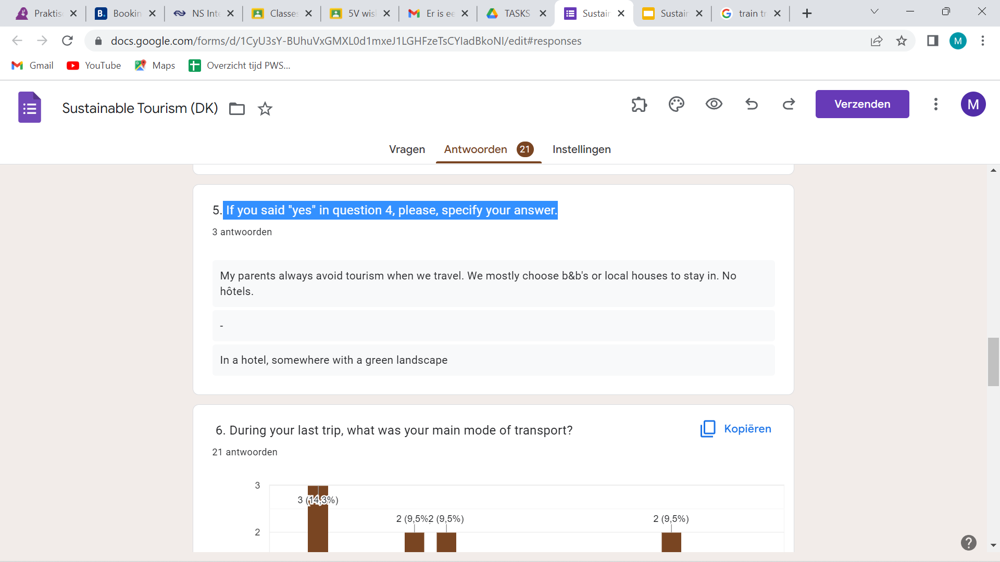 Praktis
B. Bookin
NS Inte
Classes
5V wis
Er is ee
TASKS
Sustair
Sustair
train tr
docs.google.com/forms/d/1CyU3sY-BUhuVxGMXL0d1mxeJ1LGHFzeTsCYIadBkoNI/edit#responses
M
Gmail
YouTube
Maps
Overzicht tijd PWS...
Sustainable Tourism (DK)
Verzenden
M
Vragen
Antwoorden 21
Instellingen
5. If you said "yes" in question 4, please, specify your answer.
3 antwoorden
My parents always avoid tourism when we travel. We mostly choose b&b's or local houses to stay in. No
hôtels.
-
In a hotel, somewhere with a green landscape
6. During your last trip, what was your main mode of transport?
Kopiëren
21 antwoorden
3
3 (14,3%)
2 (9,5%
2 (9,5%)
2 (9,5%)
2